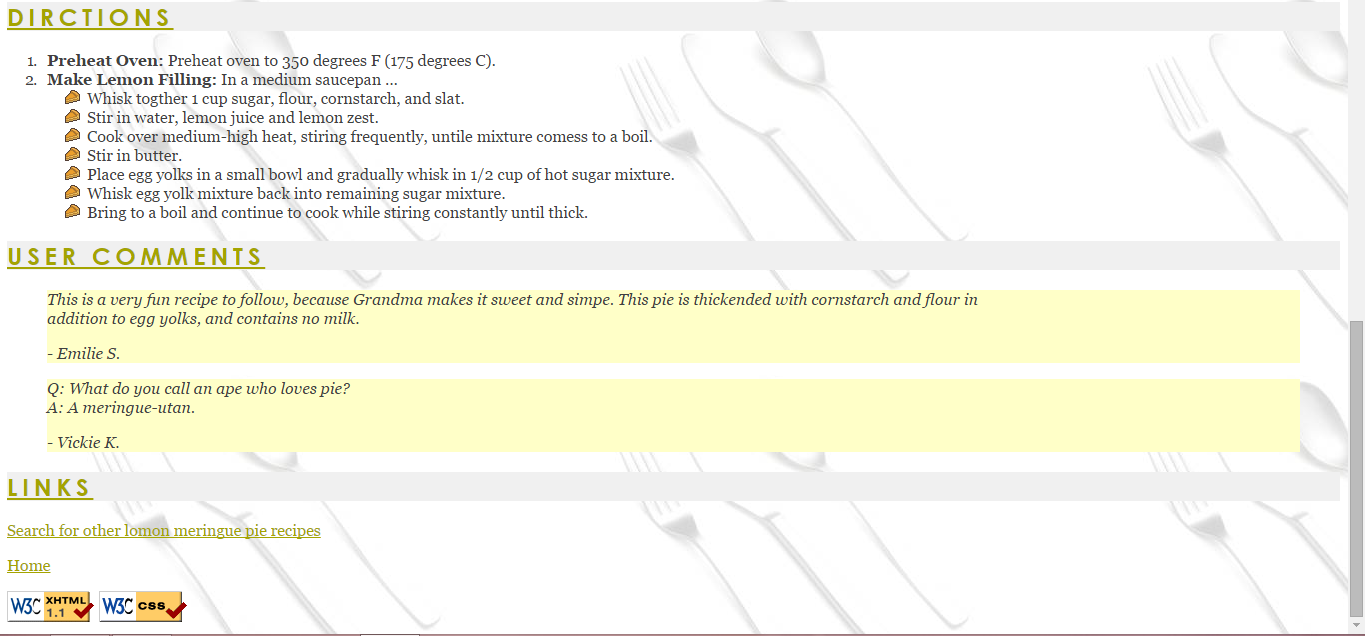 DIRCTIONS
1. Preheat Oven: Preheat oven to 350 degrees F (175 degrees C).
2. Make Lemon Filling: In a medium saucepan ...
Whisk togther 1 cup sugar, flour, cornstarch, and slat.
Stir in water, lemon juice and lemon zest.
Cook over medium-high heat, stiring frequently, untile mixture comess to a boil.
Stir in butter.
Place egg yolks in a small bowl and gradually whisk in 1/2 cup of hot sugar mixture.
Whisk egg yolk mixture back into remaining sugar mixture.
Bring to a boil and continue to cook while stiring constantly until thick.
USER COMMENTS
This is a very fun recipe to follow, because Grandma makes it sweet and simpe. This pie is thickended with cornstarch and flour in
addition to egg yolks, and contains no milk.
- Emilie S.
Q: What do you call an ape who loves pie?
A: A meringue-utan.
- Vickie K.
LINKS
Search for other lomon meringue pie recipes
Home
W3C XHTML 1.1 W3C css